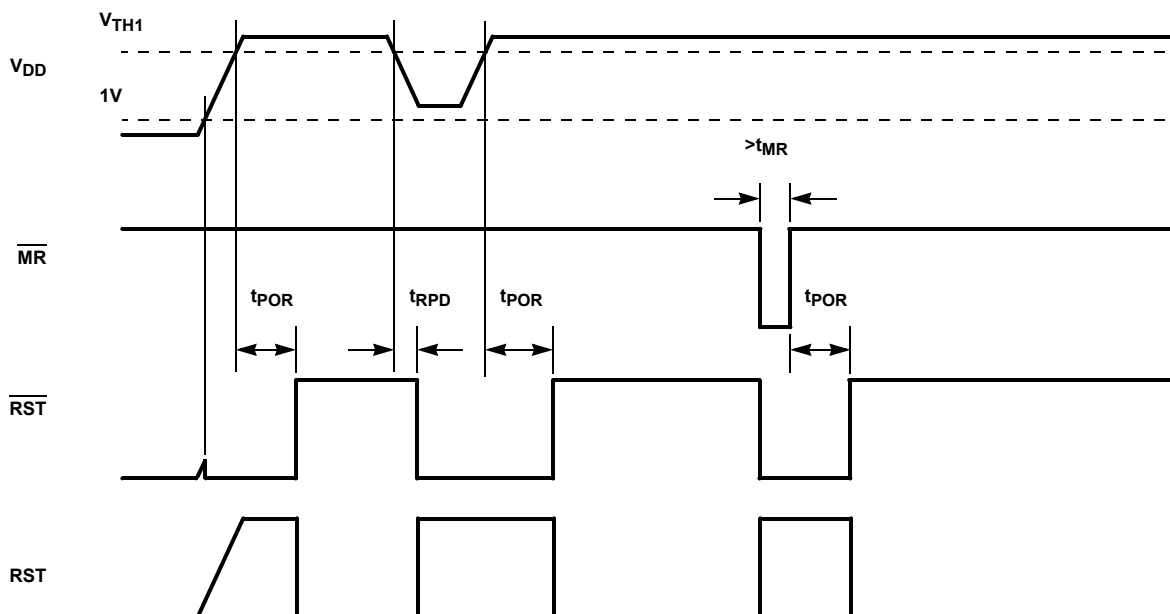 VTH1
VDD
1V
>tMR
MR
tPOR
tRPD
tPOR
tPOR
RST
RST